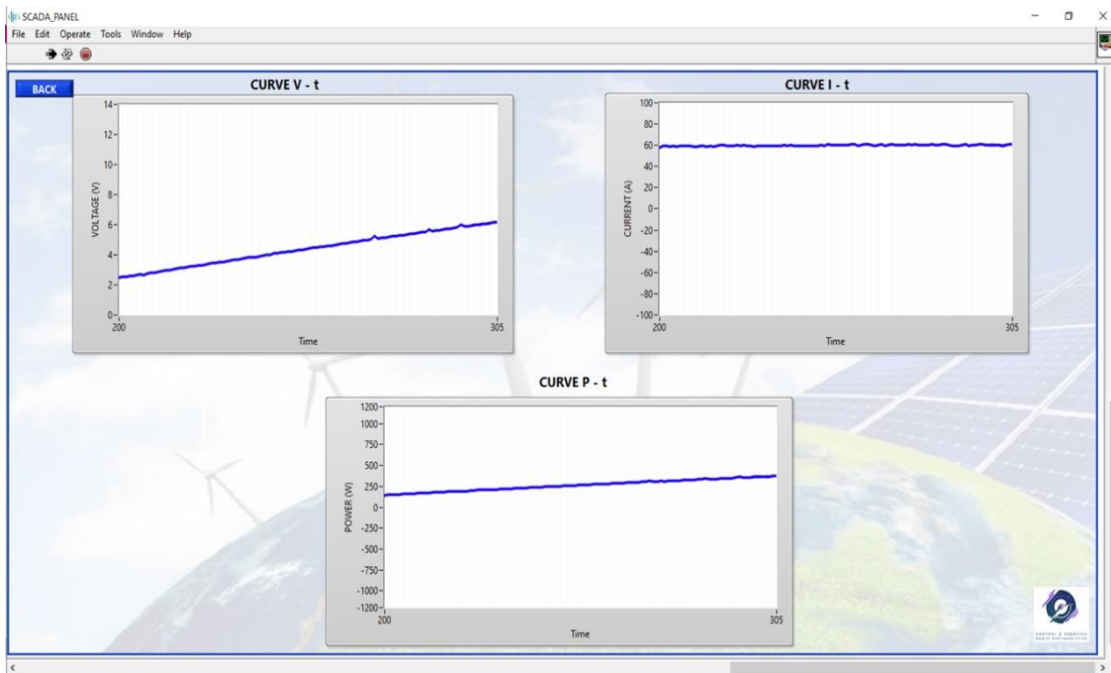 SCADA_PANEL
File Edit Operate Tools Window Help
BACK
CURVE V - t
VOLTAGE (V)
14
12
10
8
6
4
2
0
200 305
Time
CURVE I - t
CURRENT (A)
100
80
60
40
20
0
-20
-40
-60
-80
-100
200 305
Time
CURVE P - t
POWER (W)
1200
1000
750
500
250
0
-250
-500
-750
-1000
-1200
200 305
Time